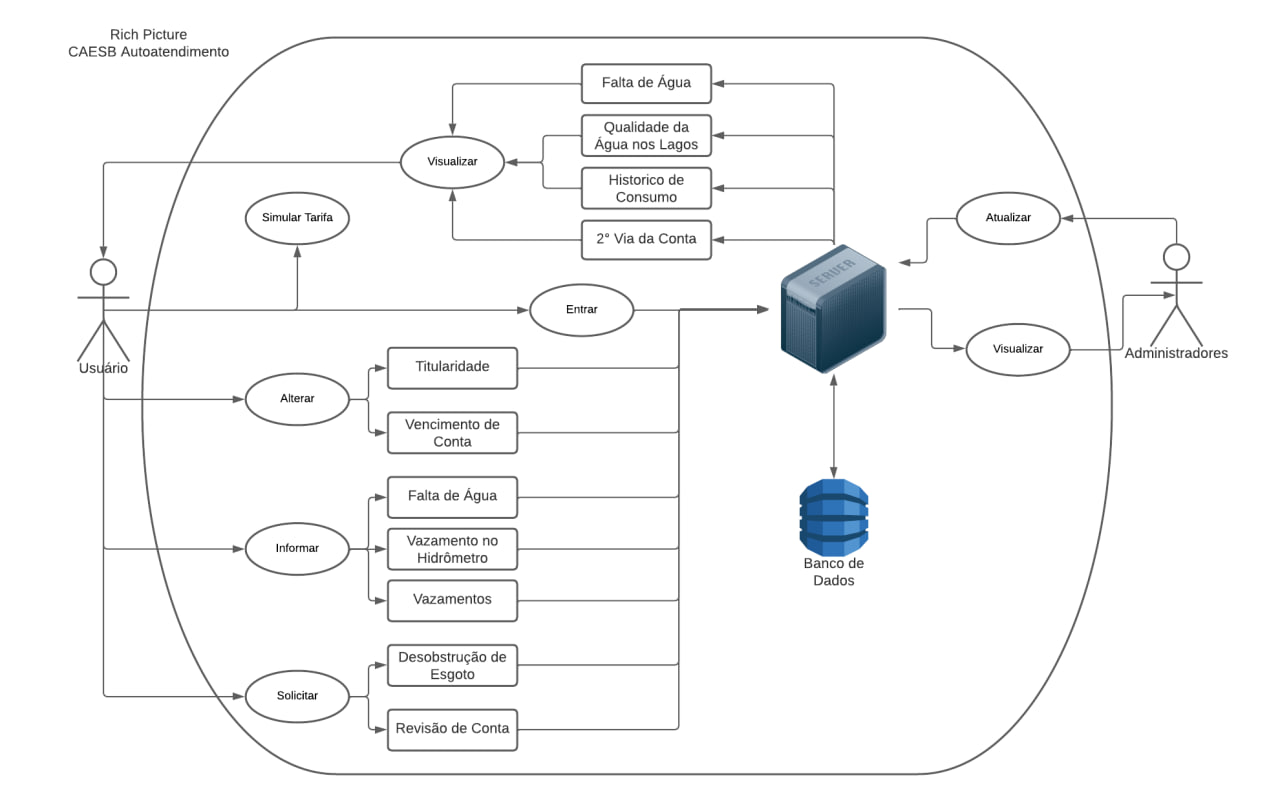 Rich Picture
CAESB Autoatendimento
Falta de Água
Qualidade da
Água nos Lagos
Visualizar
Historico de
Consumo
Simular Tarifa
2° Via da Conta
Atualizar
SERVER
Entrar
Visualizar
Administradores
Usuário
Titularidade
Alterar
Vencimento de
Conta
Falta de Água
Informar
Vazamento no
Hidrômetro
Banco de
Dados
Vazamentos
Desobstrução de
Esgoto
Solicitar
Revisão de Conta